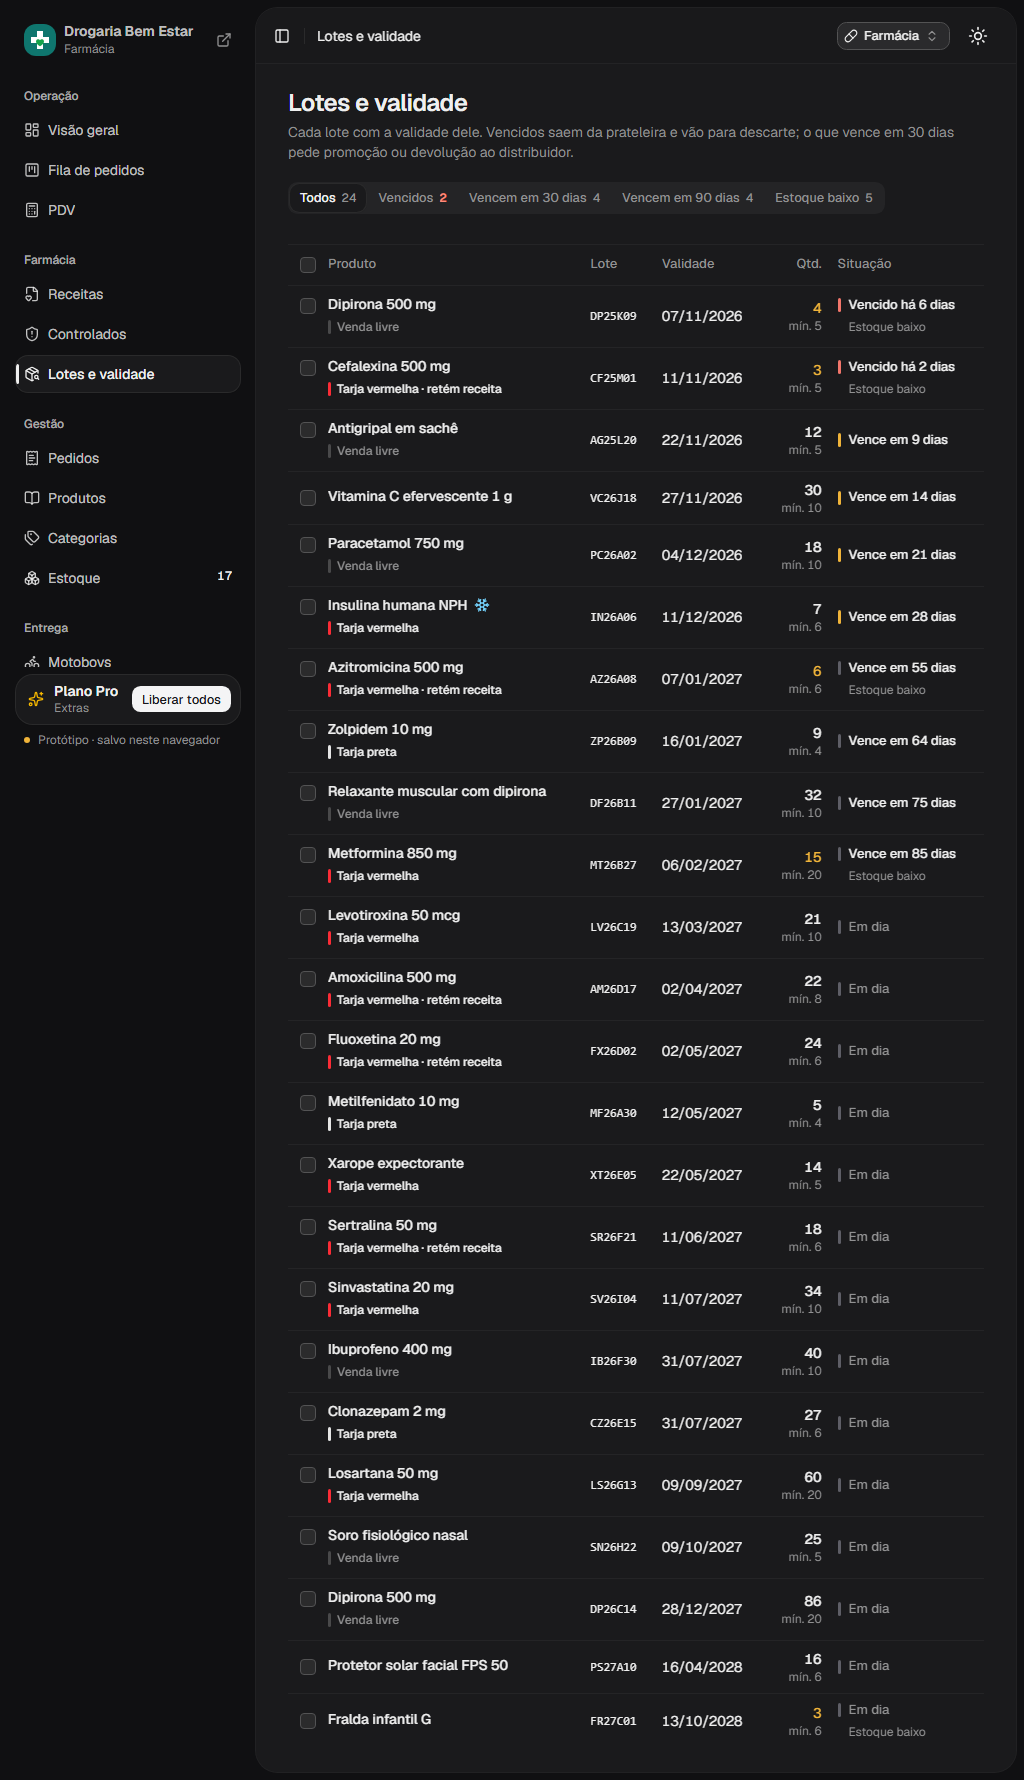 Drogaria Bem Estar
Farmácia
Operação
Visão geral
Fila de pedidos
PDV
Farmácia
Receitas
Controlados
Lotes e validade
Gestão
Pedidos
Produtos
Categorias
Estoque 17
Entrega
Motoboys
Plano Pro
Extras
Liberar todos
Protótipo · salvo neste navegador
Lotes e validade
Farmácia
Lotes e validade
Cada lote com a validade dele. Vencidos saem da prateleira e vão para descarte; o que vence em 30 dias
pede promoção ou devolução ao distribuidor.
Todos 24 Vencidos 2 Vencem em 30 dias 4 Vencem em 90 dias 4 Estoque baixo 5
Produto Lote Validade Qtd. Situação
Dipirona 500 mg DP25K09 07/11/2026 4 Vencido há 6 dias
Venda livre mín. 5 Estoque baixo
Cefalexina 500 mg CF25M01 11/11/2026 3 Vencido há 2 dias
Tarja vermelha · retém receita mín. 5 Estoque baixo
Antigripal em sachê AG25L20 22/11/2026 12 Vence em 9 dias
Venda livre mín. 5
Vitamina C efervescente 1 g VC26J18 27/11/2026 30 Vence em 14 dias
mín. 10
Paracetamol 750 mg PC26A02 04/12/2026 18 Vence em 21 dias
Venda livre mín. 10
Insulina humana NPH IN26A06 11/12/2026 7 Vence em 28 dias
Tarja vermelha mín. 6
Azitromicina 500 mg AZ26A08 07/01/2027 6 Vence em 55 dias
Tarja vermelha · retém receita mín. 6 Estoque baixo
Zolpidem 10 mg ZP26B09 16/01/2027 9 Vence em 64 dias
Tarja preta mín. 4
Relaxante muscular com dipirona DF26B11 27/01/2027 32 Vence em 75 dias
Venda livre mín. 10
Metformina 850 mg MT26B27 06/02/2027 15 Vence em 85 dias
Tarja vermelha mín. 20 Estoque baixo
Levotiroxina 50 mcg LV26C19 13/03/2027 21 Em dia
Tarja vermelha mín. 10
Amoxicilina 500 mg AM26D17 02/04/2027 22 Em dia
Tarja vermelha · retém receita mín. 8
Fluoxetina 20 mg FX26D02 02/05/2027 24 Em dia
Tarja vermelha · retém receita mín. 6
Metilfenidato 10 mg MF26A30 12/05/2027 5 Em dia
Tarja preta mín. 4
Xarope expectorante XT26E05 22/05/2027 14 Em dia
Tarja vermelha mín. 5
Sertralina 50 mg SR26F21 11/06/2027 18 Em dia
Tarja vermelha · retém receita mín. 6
Sinvastatina 20 mg SV26I04 11/07/2027 34 Em dia
Tarja vermelha mín. 10
Ibuprofeno 400 mg IB26F30 31/07/2027 40 Em dia
Venda livre mín. 10
Clonazepam 2 mg CZ26E15 31/07/2027 27 Em dia
Tarja preta mín. 6
Losartana 50 mg LS26G13 09/09/2027 60 Em dia
Tarja vermelha mín. 20
Soro fisiológico nasal SN26H22 09/10/2027 25 Em dia
Venda livre mín. 5
Dipirona 500 mg DP26C14 28/12/2027 86 Em dia
Venda livre mín. 20
Protetor solar facial FPS 50 PS27A10 16/04/2028 16 Em dia
mín. 6
Fralda infantil G FR27C01 13/10/2028 3 Em dia
mín. 6 Estoque baixo